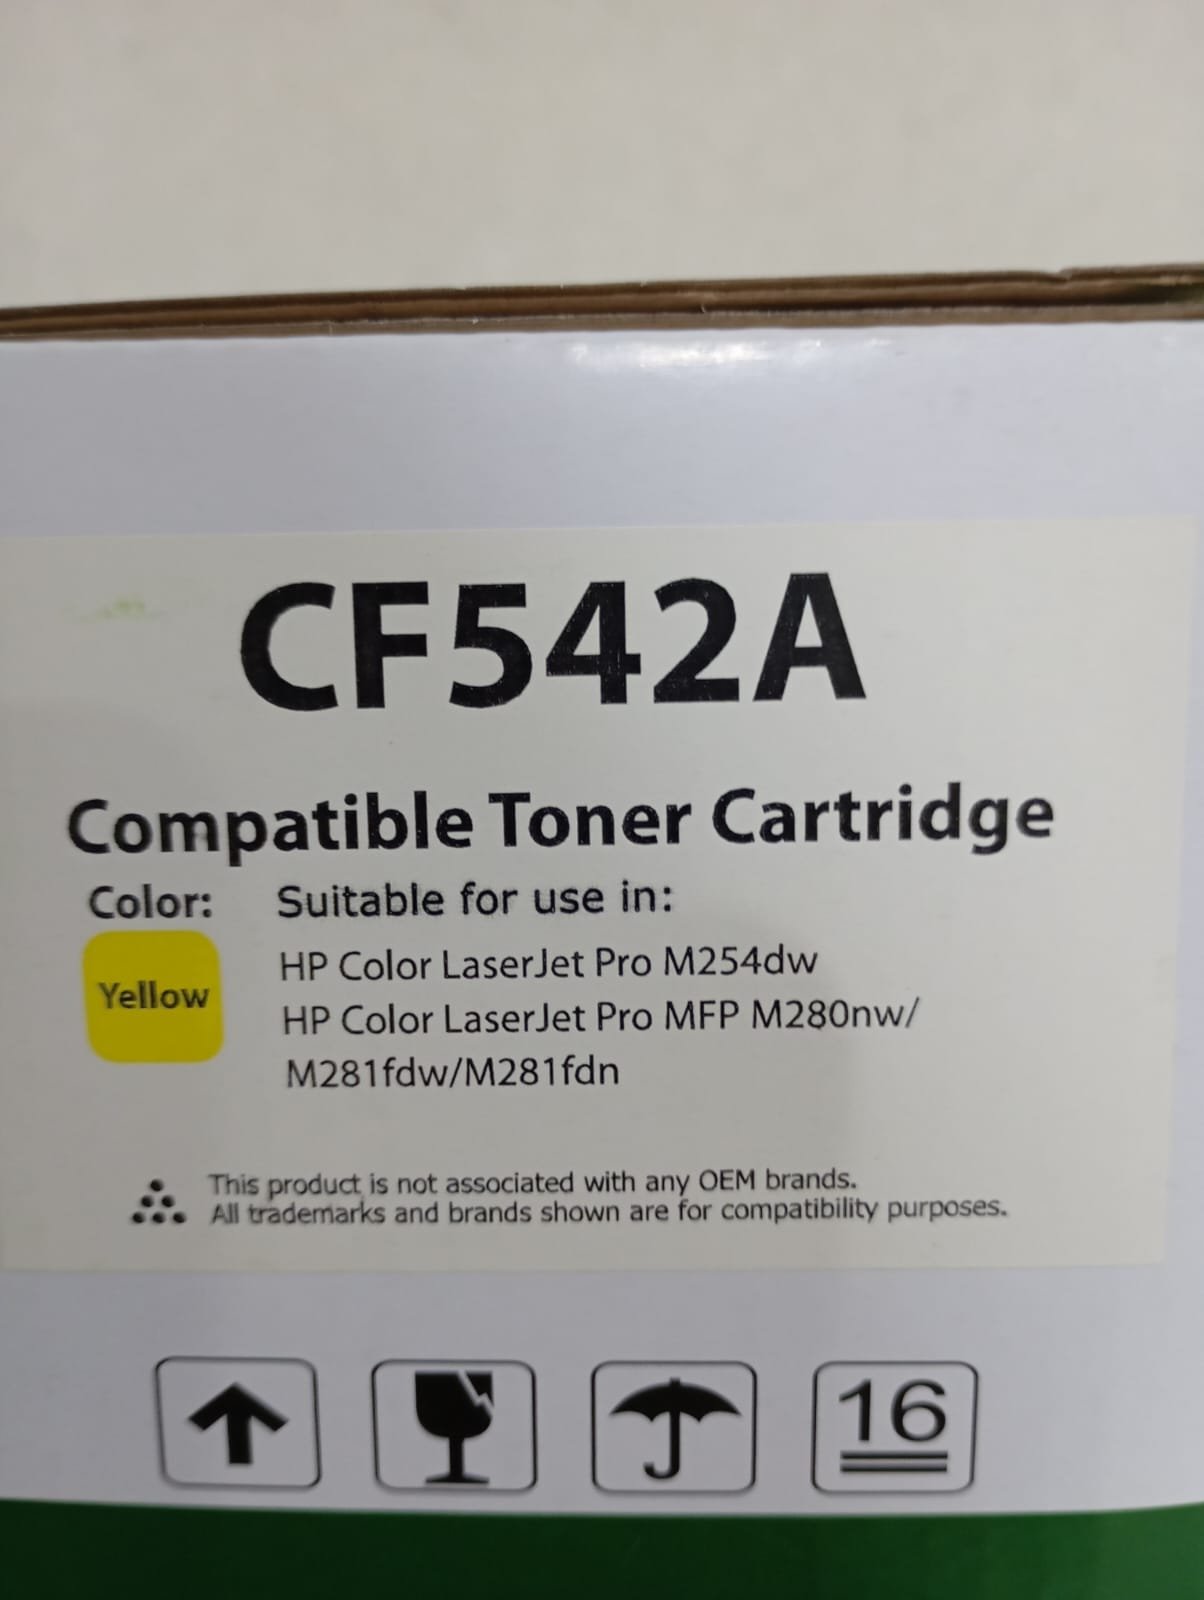 CF542A
Compatible Toner Cartridge
Color:
Yellow
Suitable for use in:
HP Color LaserJet Pro M254dw
HP Color LaserJet Pro MFP M280nw/
M281fdw/M281fdn
This product is not associated with any OEM brands.
All trademarks and brands shown are for compatibility purposes.
16